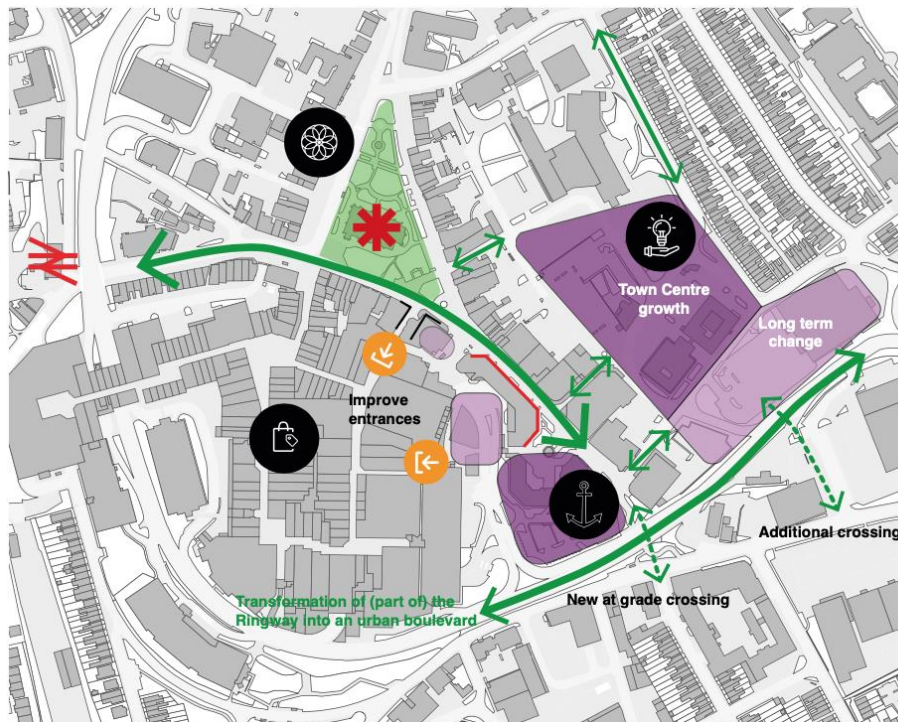 Town Centre
growth
Long term
change
Improve
entrances
Additional crossing
New at grade crossing
Transformation of (part of) the
Ringway into an urban boulevard